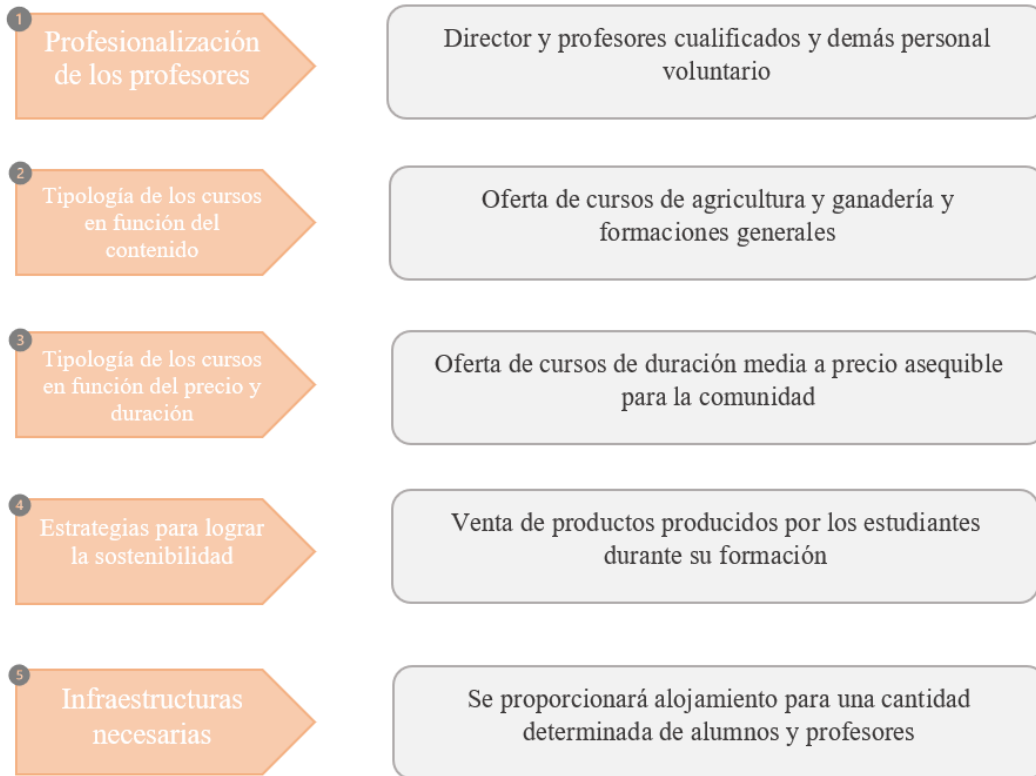 1
Profesionalización
de los profesores
Director y profesores cualificados y demás personal
voluntario
2
Tipología de los cursos
en función del
contenido
Oferta de cursos de agricultura y ganadería y
formaciones generales
3
Tipología de los cursos
en función del precio y
duración
Oferta de cursos de duración media a precio asequible
para la comunidad
4
Estrategias para lograr
la sostenibilidad
Venta de productos producidos por los estudiantes
durante su formación
5
Infraestructuras
necesarias
Se proporcionará alojamiento para una cantidad
determinada de alumnos y profesores